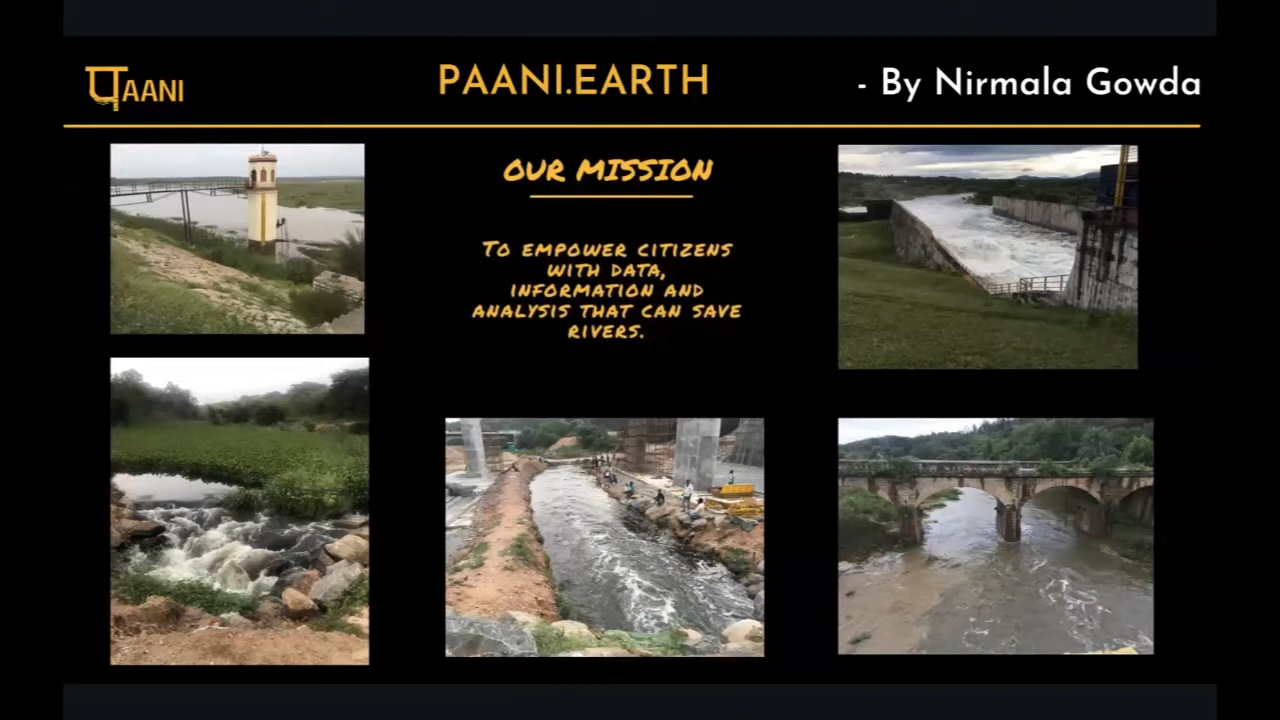 पAANI
PAANI.EARTH
- By Nirmala Gowda
OUR MISSION
TO EMPOWER CITIZENS
WITH DATA,
INFORMATION AND
ANALYSIS THAT CAN SAVE
RIVERS.